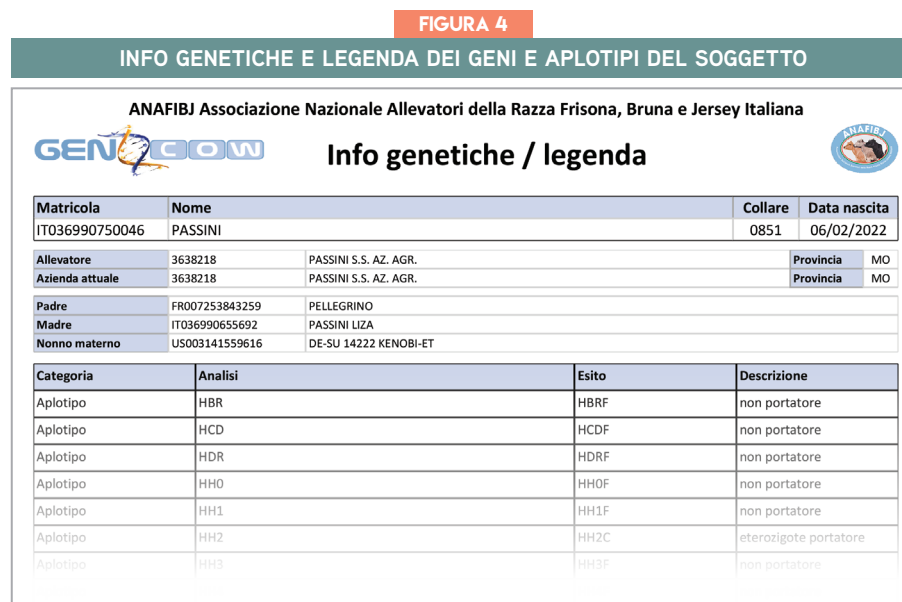 FIGURA 4
INFO GENETICHE E LEGENDA DEI GENI E APLOTIPI DEL SOGGETTO
ANAFIBJ Associazione Nazionale Allevatori della Razza Frisona, Bruna e Jersey Italiana
GENOCOW
Info genetiche / legenda
ANAFIBJ
Matricola Nome Collare Data nascita
IT036990750046 PASSINI 0851 06/02/2022
Allevatore 3638218 PASSINI S.S. AZ. AGR. Provincia MO
Azienda attuale 3638218 PASSINI S.S. AZ. AGR. Provincia MO
Padre FR007253843259 PELLEGRINO
Madre IT036990655692 PASSINI LIZA
Nonno materno US003141559616 DE-SU 14222 KENOBI-ET
Categoria Analisi Esito Descrizione
Aplotipo HBR HBRF non portatore
Aplotipo HCD HCDF non portatore
Aplotipo HDR HDRF non portatore
Aplotipo HH0 HH0F non portatore
Aplotipo HH1 HH1F non portatore
Aplotipo HH2 HH2C eterozigote portatore
Aplotipo HH3 HH3F non portatore